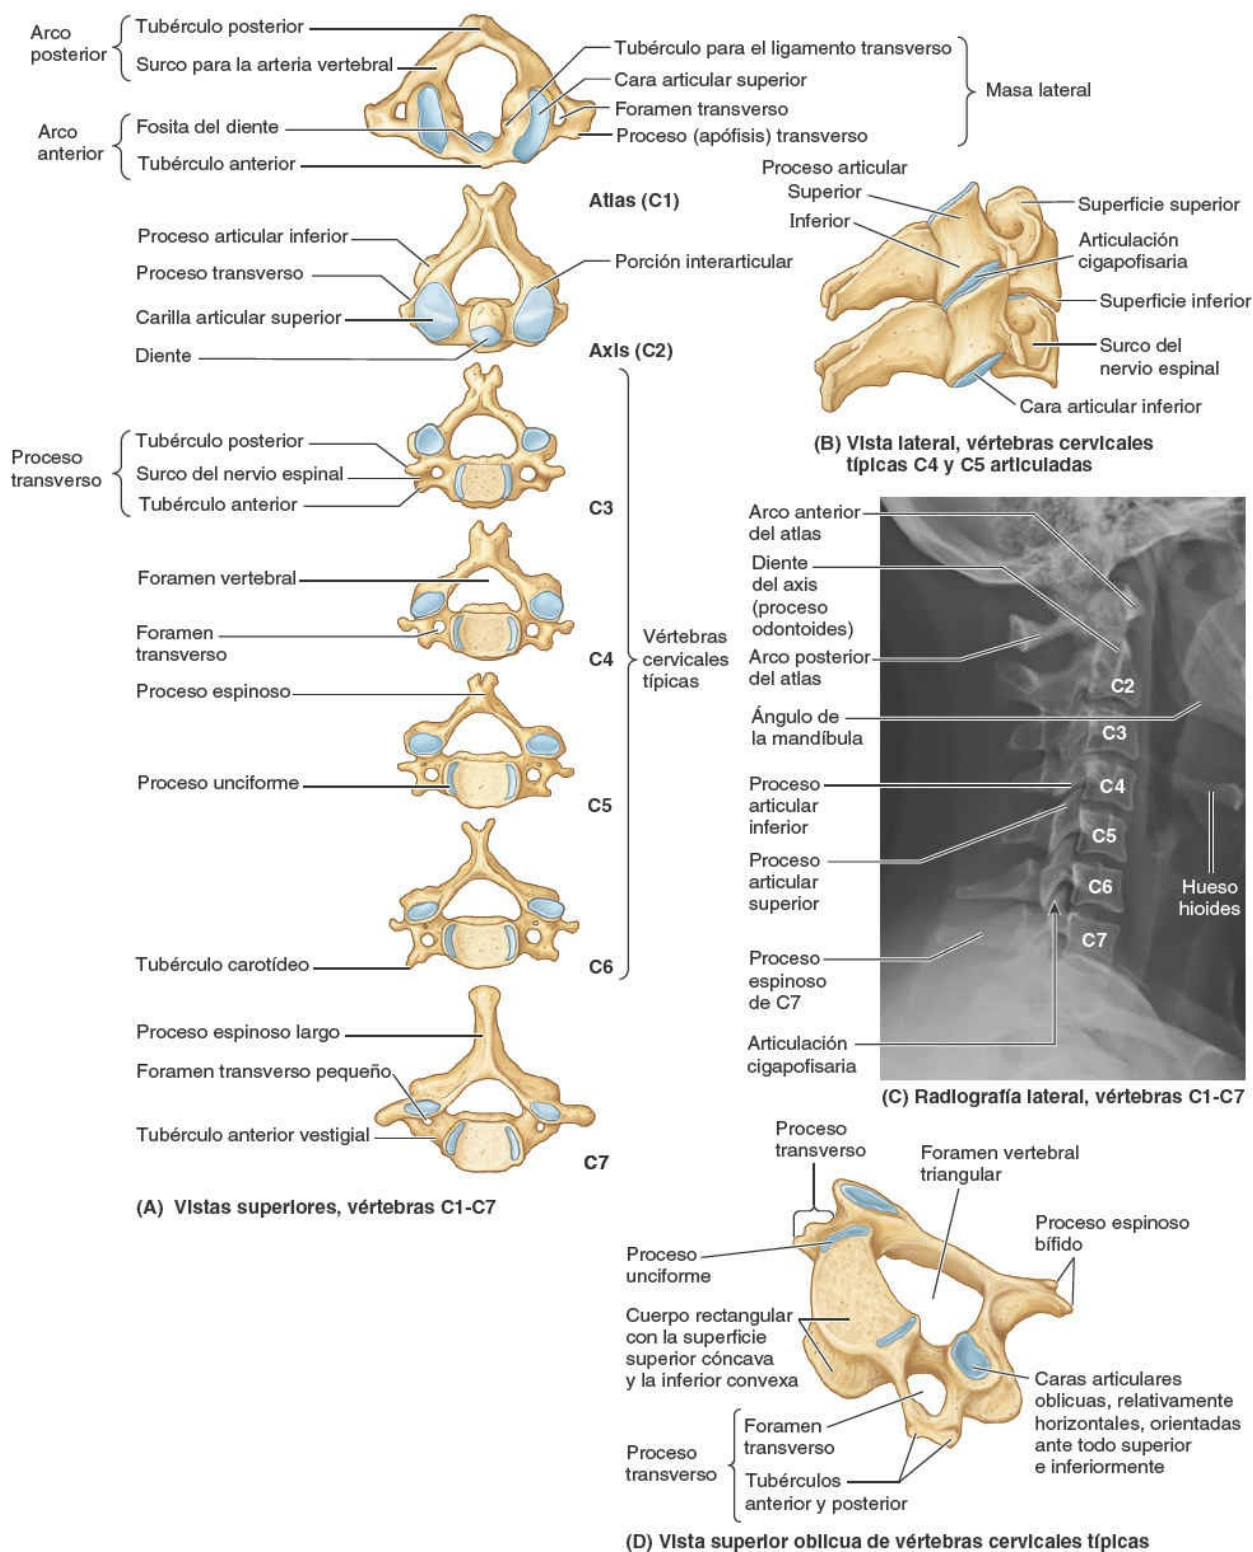 Arco
posterior
Tubérculo posterior
Surco para la arteria vertebral
Arco
anterior
Fosita del diente
Tubérculo anterior
Tubérculo para el ligamento transverso
Cara articular superior
Foramen transverso
Proceso (apófisis) transverso
Masa lateral
Atlas (C1)
Proceso articular inferior
Proceso transverso
Carilla articular superior
Diente
Porción interarticular
Axis (C2)
Proceso
transverso
Tubérculo posterior
Surco del nervio espinal
Tubérculo anterior
C3
Foramen vertebral
Foramen
transverso
C4
Vértebras
cervicales
típicas
Proceso espinoso
Proceso unciforme
C5
Tubérculo carotídeo
C6
Proceso espinoso largo
Foramen transverso pequeño
Tubérculo anterior vestigial
C7
(A) Vistas superiores, vértebras C1-C7
Proceso articular
Superior
Inferior
Superficie superior
Articulación
cigapofisaria
Superficie inferior
Surco del
nervio espinal
Cara articular inferior
(B) Vista lateral, vértebras cervicales
típicas C4 y C5 articuladas
Arco anterior
del atlas
Diente
del axis
(proceso
odontoides)
Arco posterior
del atlas
Ángulo de
la mandíbula
Proceso
articular
inferior
Proceso
articular
superior
Proceso
espinoso
de C7
Articulación
cigapofisaria
C2
C3
C4
C5
C6
C7
Hueso
hioides
(C) Radiografía lateral, vértebras C1-C7
Proceso
transverso
Foramen vertebral
triangular
Proceso espinoso
bífido
Proceso
unciforme
Cuerpo rectangular
con la superficie
superior cóncava
y la inferior convexa
Caras articulares
oblicuas, relativamente
horizontales, orientadas
ante todo superior
e inferiormente
Proceso
transverso
Foramen
transverso
Tubérculos
anterior y posterior
(D) Vista superior oblicua de vértebras cervicales típicas